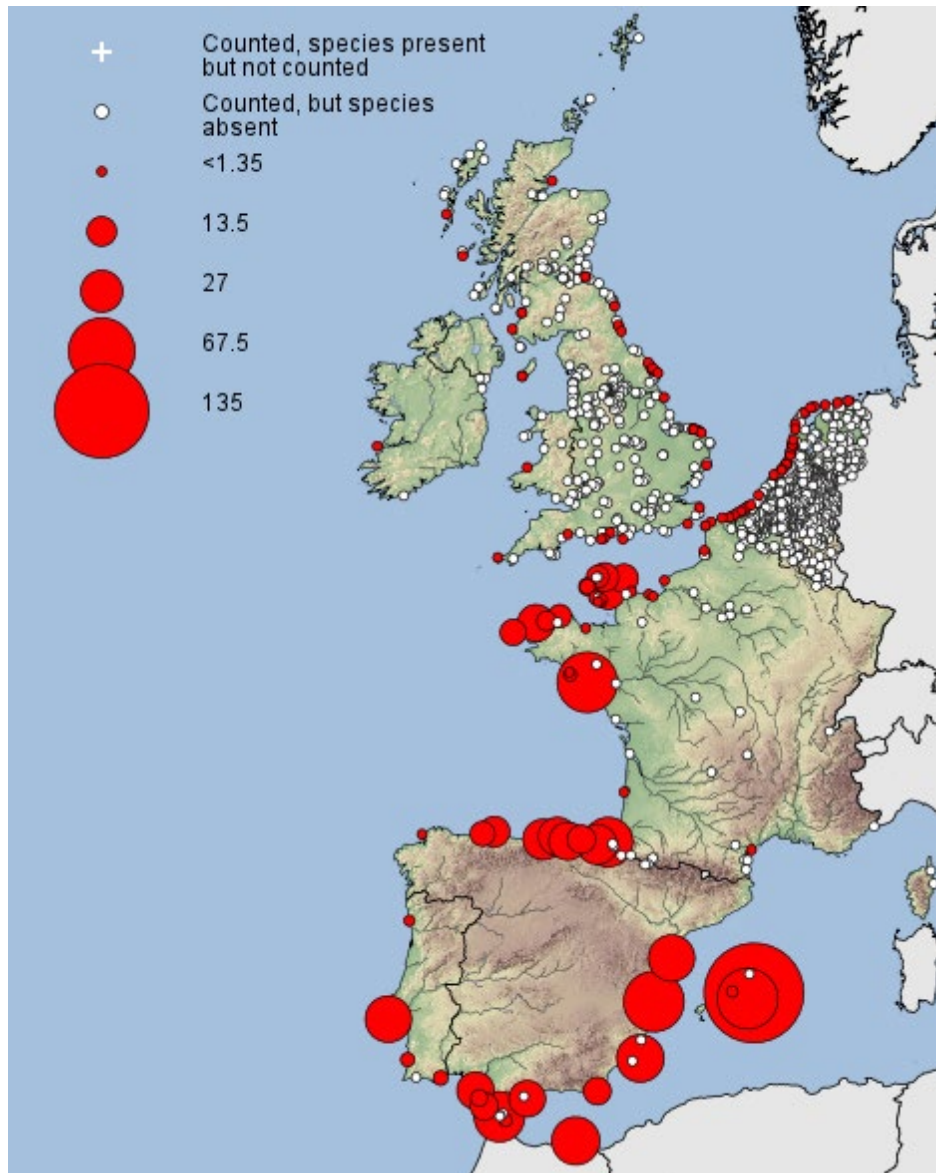 Counted, species present
but not counted
Counted, but species
absent
<1.35
13.5
27
67.5
135